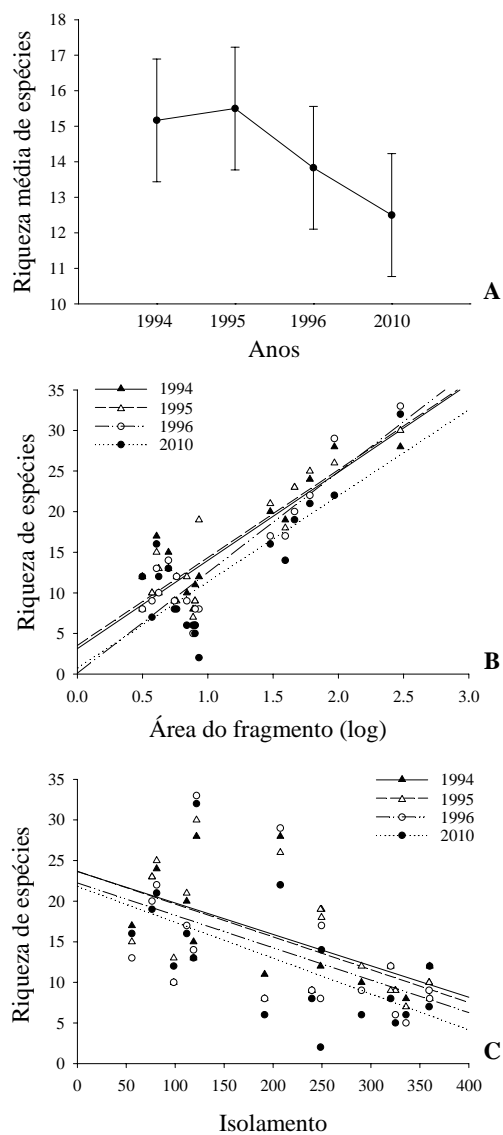 18
17
16
15
14
13
12
11
10
Riqueza média de espécies
1994 1995 1996 2010
Anos
A
1994
1995
1996
2010
35
30
25
20
15
10
5
0
Riqueza de espécies
0.0 0.5 1.0 1.5 2.0 2.5 3.0
Área do fragmento (log)
B
1994
1995
1996
2010
35
30
25
20
15
10
5
0
Riqueza de espécies
0 50 100 150 200 250 300 350 400
Isolamento
C